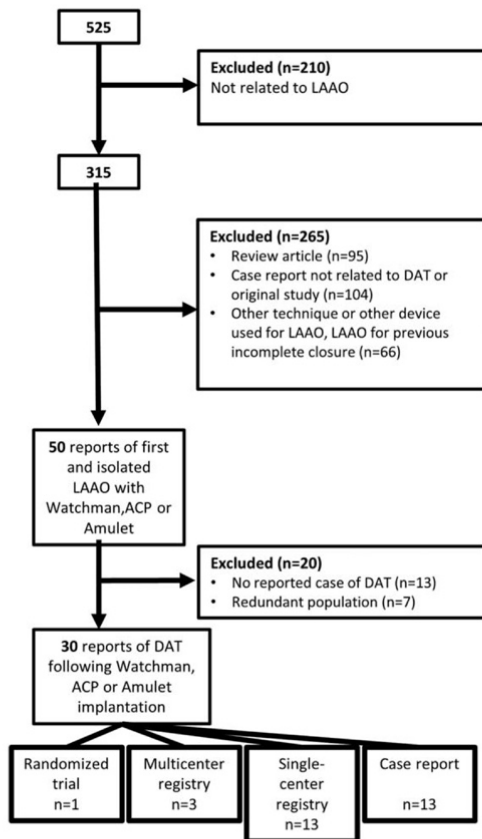 525
Excluded (n=210)
Not related to LAAO
315
Excluded (n=265)
• Review article (n=95)
• Case report not related to DAT or
original study (n=104)
• Other technique or other device
used for LAAO, LAAO for previous
incomplete closure (n=66)
50 reports of first
and isolated
LAAO with
Watchman,ACP or
Amulet
Excluded (n=20)
• No reported case of DAT (n=13)
• Redundant population (n=7)
30 reports of DAT
following Watchman,
ACP or Amulet
implantation
Randomized
trial
n=1
Multicenter
registry
n=3
Single-
center
registry
n=13
Case report
n=13